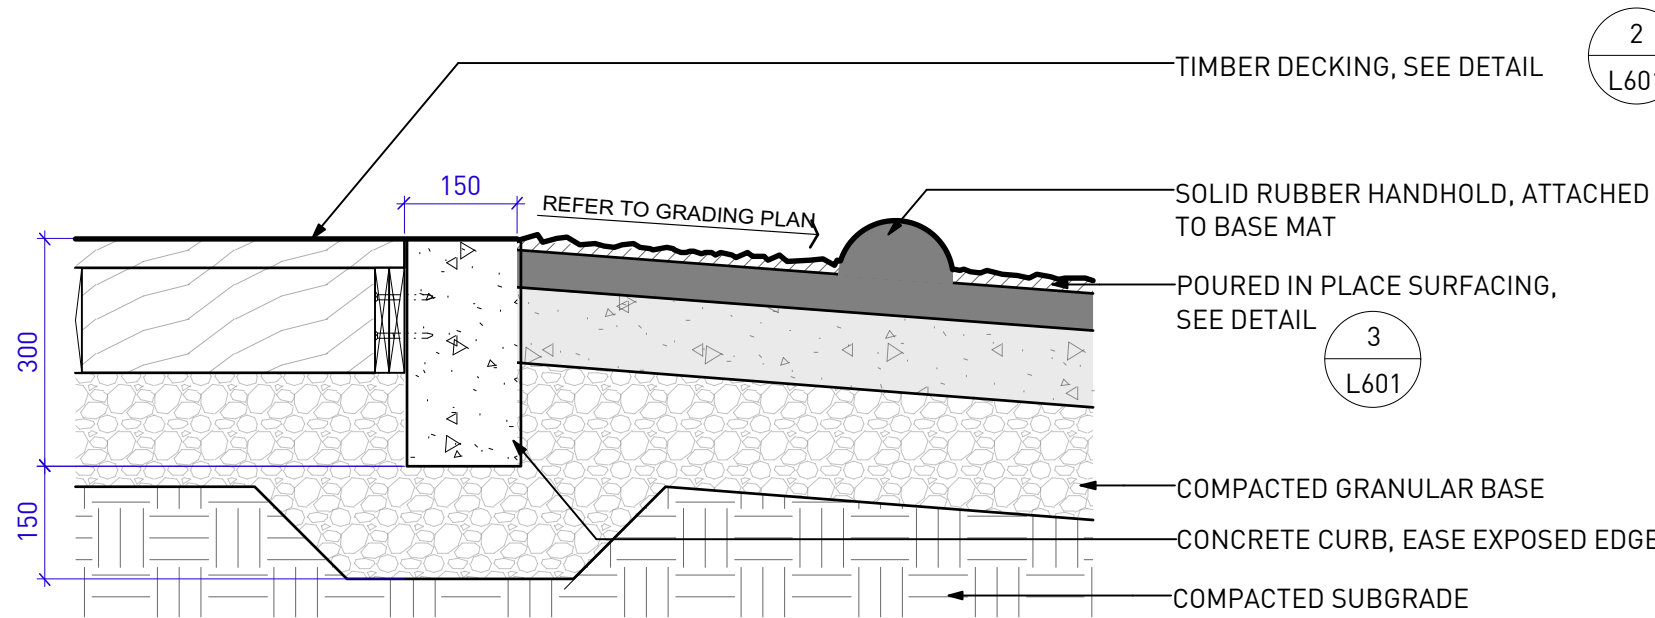 2
TIMBER DECKING, SEE DETAIL
L601
150
SOLID RUBBER HANDHOLD, ATTACHED
TO BASE MAT
REFER TO GRADING PLAN
POURED IN PLACE SURFACING,
SEE DETAIL
3
L601
300
COMPACTED GRANULAR BASE
150
CONCRETE CURB, EASE EXPOSED EDGE
COMPACTED SUBGRADE